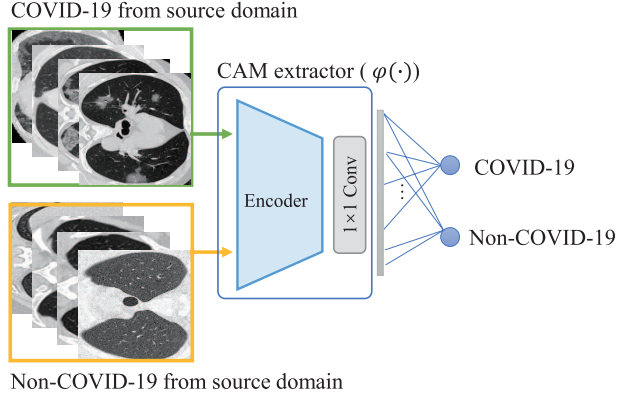 COVID-19 from source domain
CAM extractor ( φ(·))
Encoder
1×1 Conv
...
COVID-19
Non-COVID-19
Non-COVID-19 from source domain